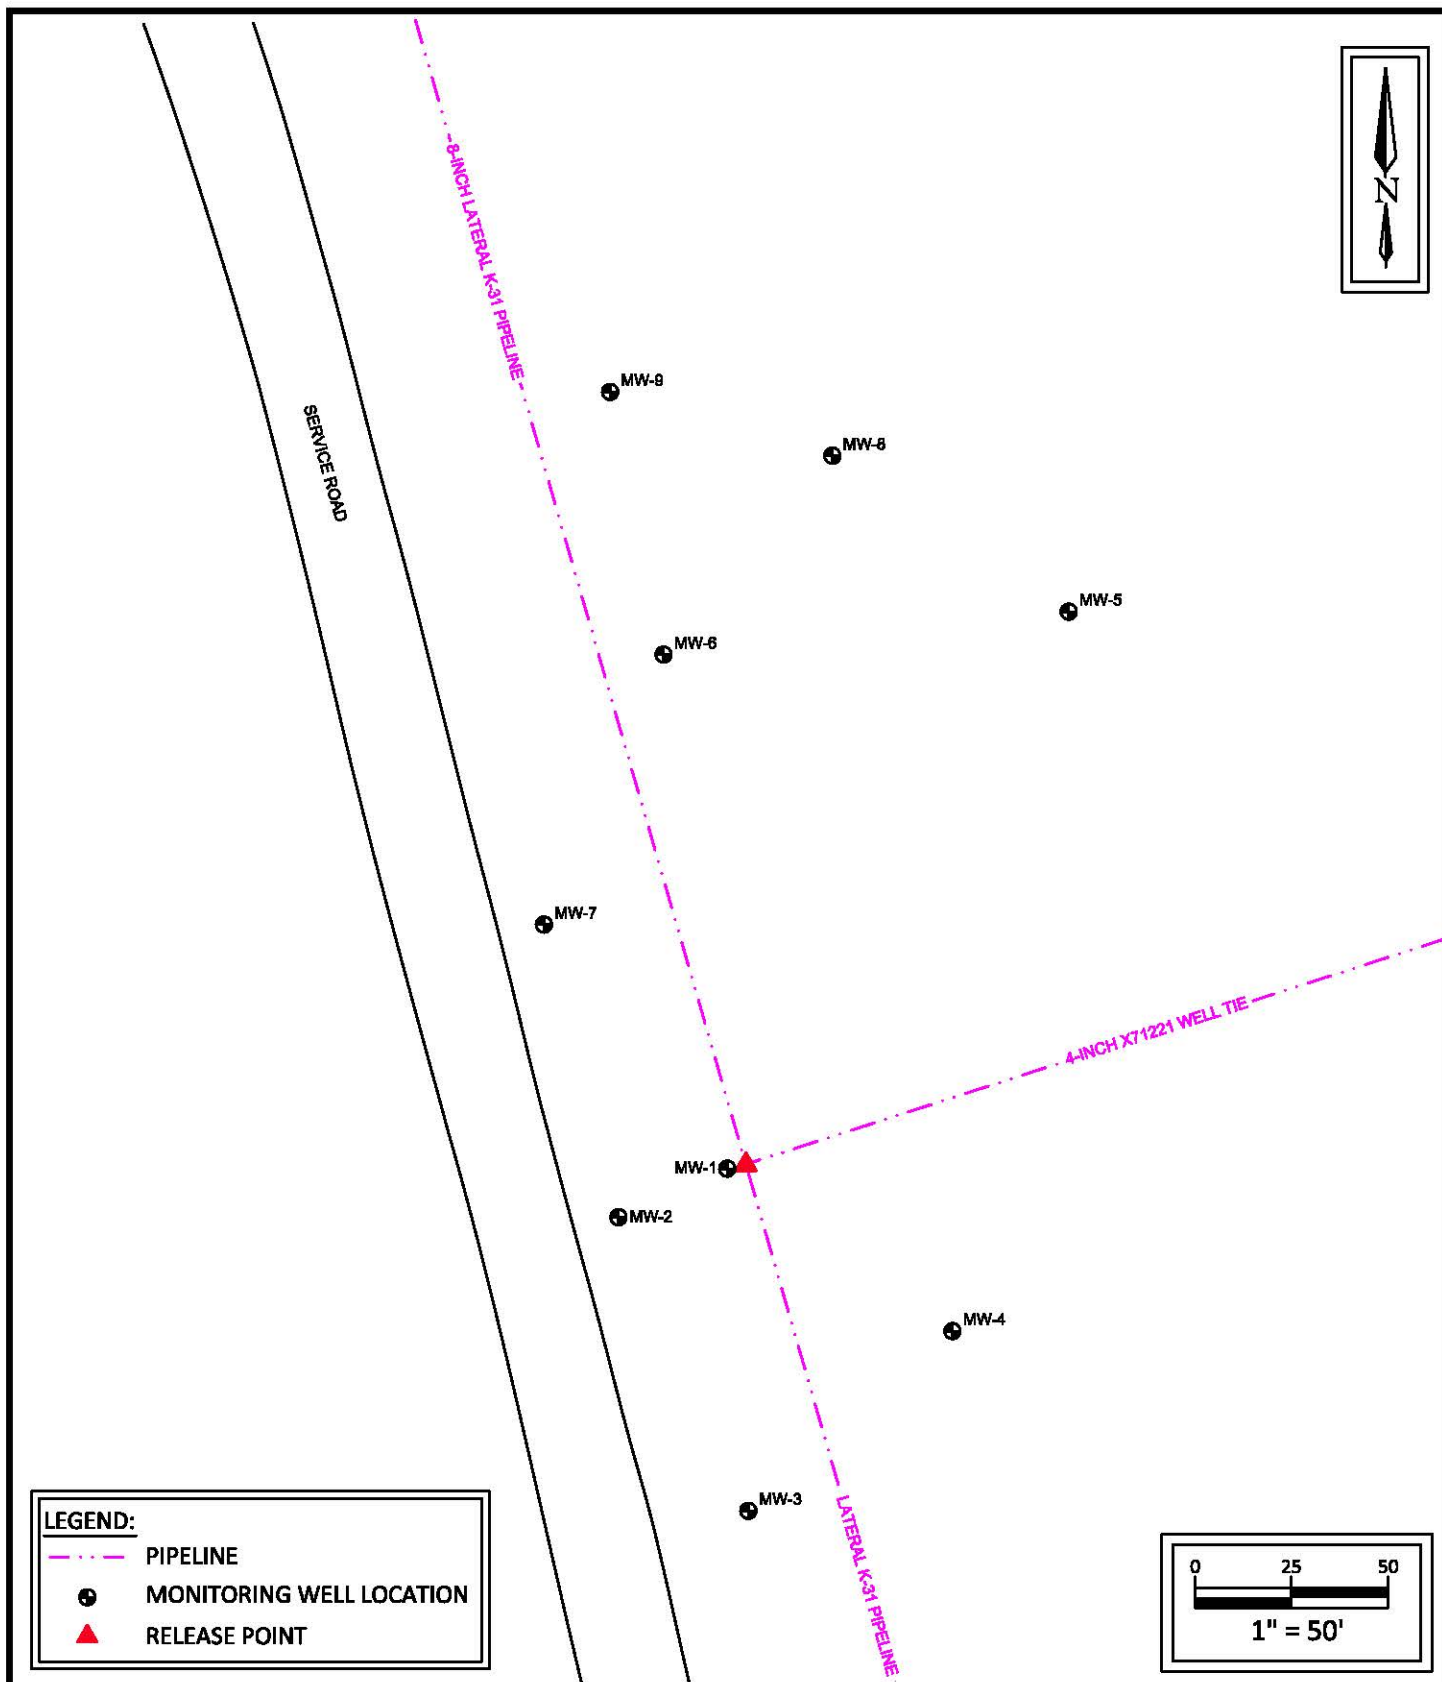 8-INCH LATERAL K-31 PIPELINE
N
MW-9
SERVICE ROAD
MW-8
MW-5
MW-6
MW-7
4-INCH X71221 WELL TIE
MW-1
MW-2
MW-4
MW-3
LATERAL K-31 PIPELINE
LEGEND:
PIPELINE
MONITORING WELL LOCATION
RELEASE POINT
0 25 50
1" = 50'